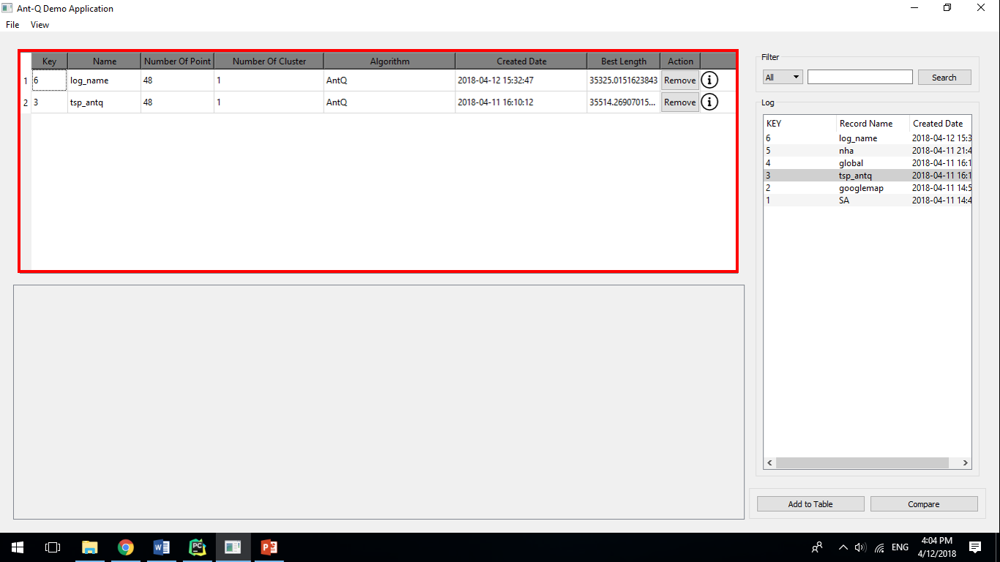 Ant-Q Demo Application
File View
Key Name Number Of Point Number Of Cluster Algorithm Created Date Best Length Action
1 6 log_name 48 1 AntQ 2018-04-12 15:32:47 35325.0151623843 Remove
2 3 tsp_antq 48 1 AntQ 2018-04-11 16:10:12 35514.26907015... Remove
Filter
All Search
Log
KEY Record Name Created Date
6 log_name 2018-04-12 15:3
5 nha 2018-04-11 21:4
4 global 2018-04-11 16:1
3 tsp_antq 2018-04-11 16:1
2 googlemap 2018-04-11 14:5
1 SA 2018-04-11 14:4
Add to Table Compare
ENG 4:04 PM
4/12/2018